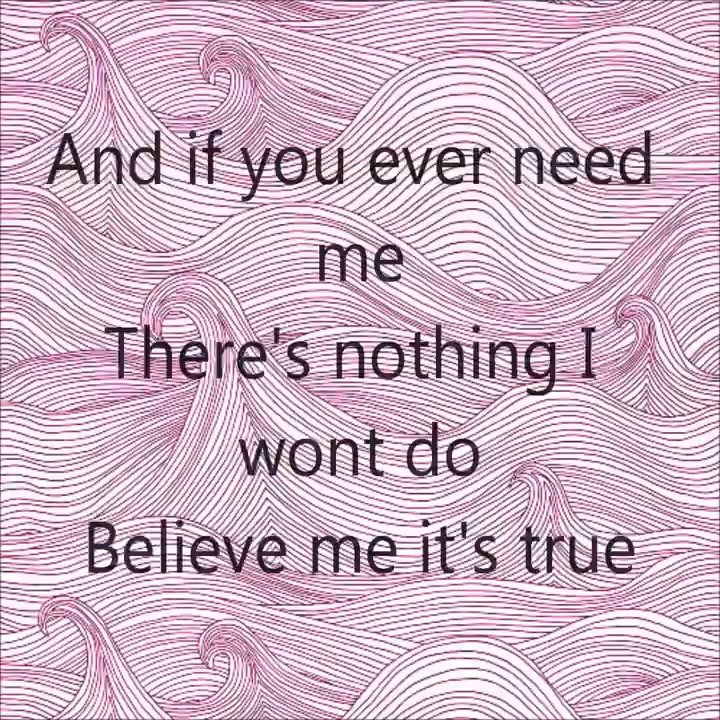 And if you ever need
me
There's nothing I
wont do
Believe me it's true